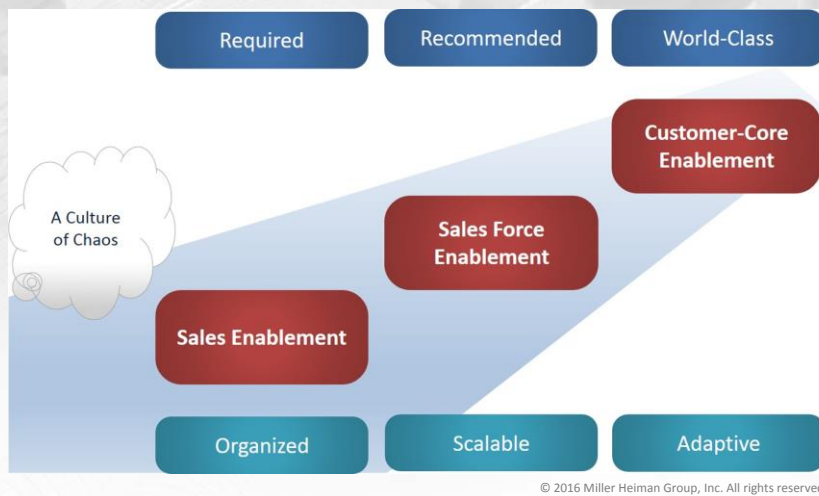 Required
Recommended
World-Class
Customer-Core
Enablement
A Culture
of Chaos
Sales Force
Enablement
Sales Enablement
Organized
Scalable
Adaptive
© 2016 Miller Heiman Group, Inc. All rights reserved